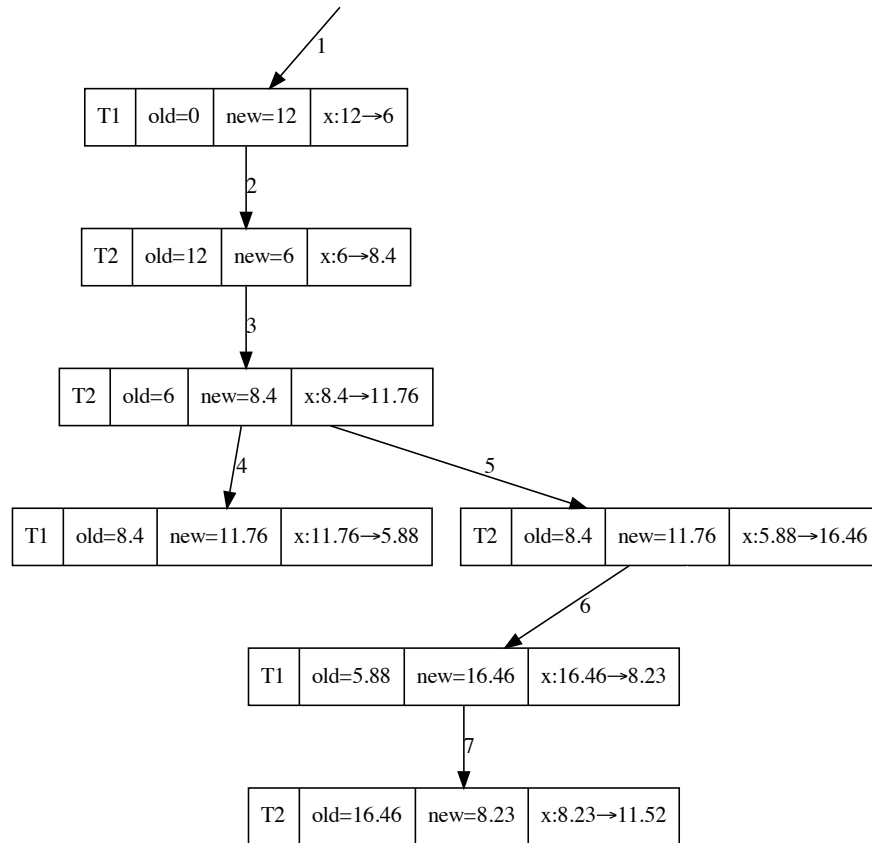 1
T1 old=0 new=12 x:12→6
2
T2 old=12 new=6 x:6→8.4
3
T2 old=6 new=8.4 x:8.4→11.76
4 5
T1 old=8.4 new=11.76 x:11.76→5.88
T2 old=8.4 new=11.76 x:5.88→16.46
6
T1 old=5.88 new=16.46 x:16.46→8.23
7
T2 old=16.46 new=8.23 x:8.23→11.52